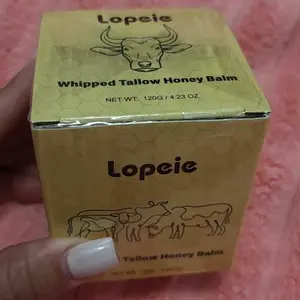 Lopeie
Whipped Tallow Honey Balm
NET WT: 120G / 4.23 OZ
Lopeie
Tallow Honey Balm